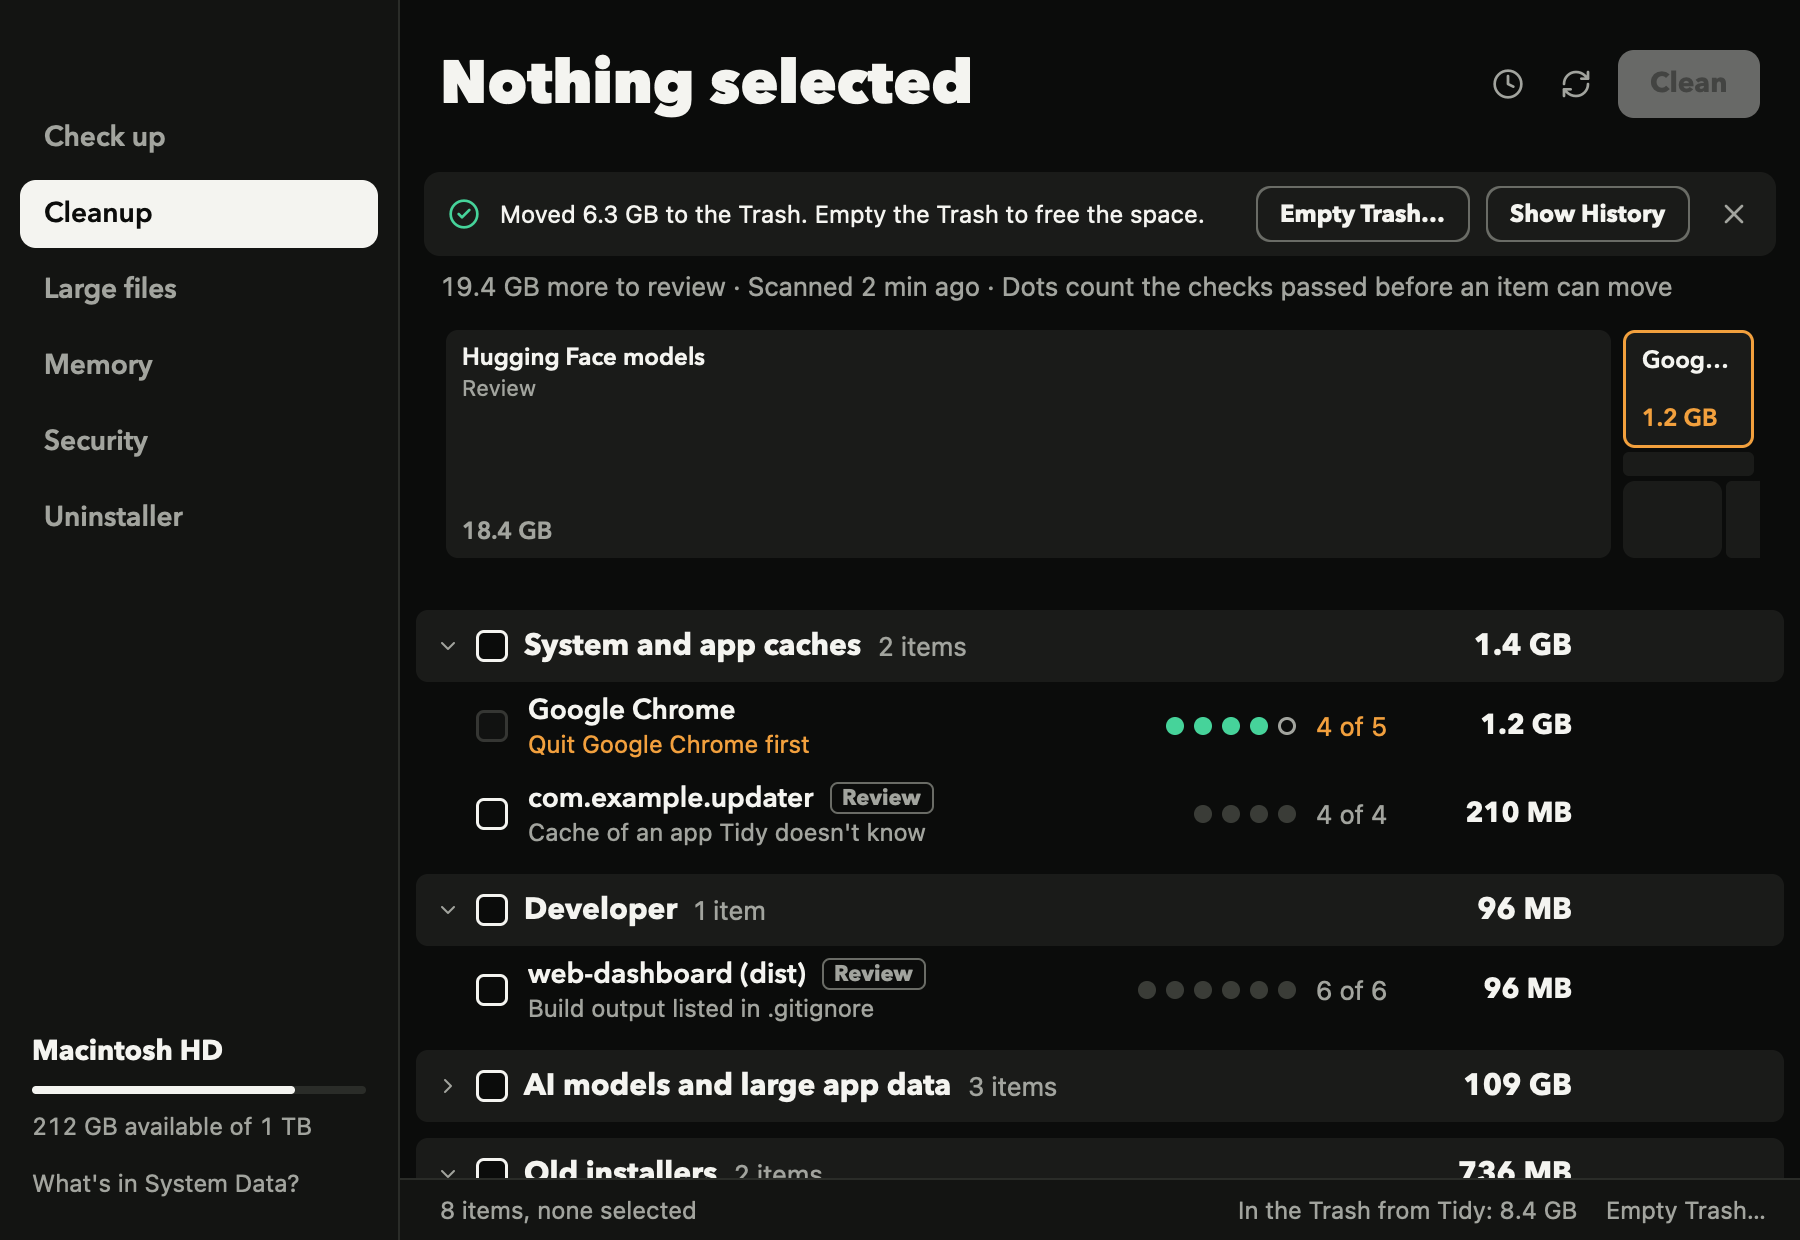 Check up
Cleanup
Large files
Memory
Security
Uninstaller
Macintosh HD
212 GB available of 1 TB
What's in System Data?
Nothing selected
Clean
Moved 6.3 GB to the Trash. Empty the Trash to free the space.
Empty Trash...
Show History
19.4 GB more to review · Scanned 2 min ago · Dots count the checks passed before an item can move
Hugging Face models
Review
18.4 GB
Goog...
1.2 GB
System and app caches 2 items 1.4 GB
Google Chrome
Quit Google Chrome first
4 of 5 1.2 GB
com.example.updater Review
Cache of an app Tidy doesn't know
4 of 4 210 MB
Developer 1 item 96 MB
web-dashboard (dist) Review
Build output listed in .gitignore
6 of 6 96 MB
AI models and large app data 3 items 109 GB
Old installers 2 items 736 MB
8 items, none selected
In the Trash from Tidy: 8.4 GB Empty Trash...